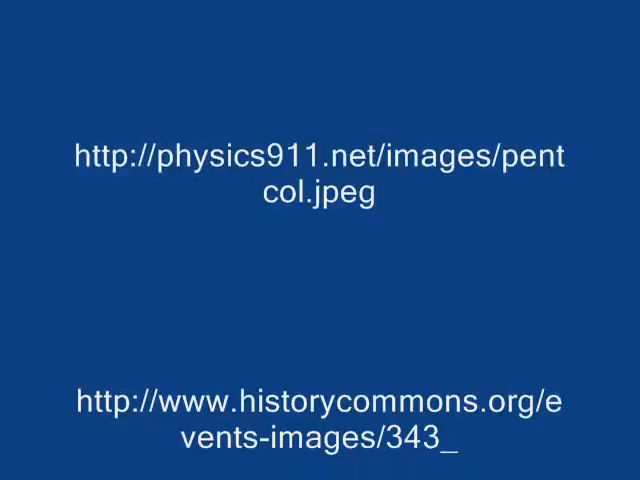 http://physics911.net/images/pent
col.jpeg
http://www.historycommons.org/e
vents-images/343_